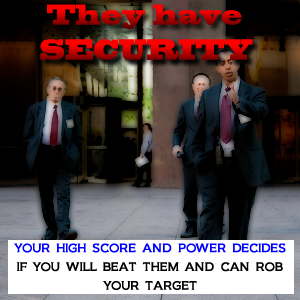 They have
SECURITY
YOUR HIGH SCORE AND POWER DECIDES
IF YOU WILL BEAT THEM AND CAN ROB
YOUR TARGET